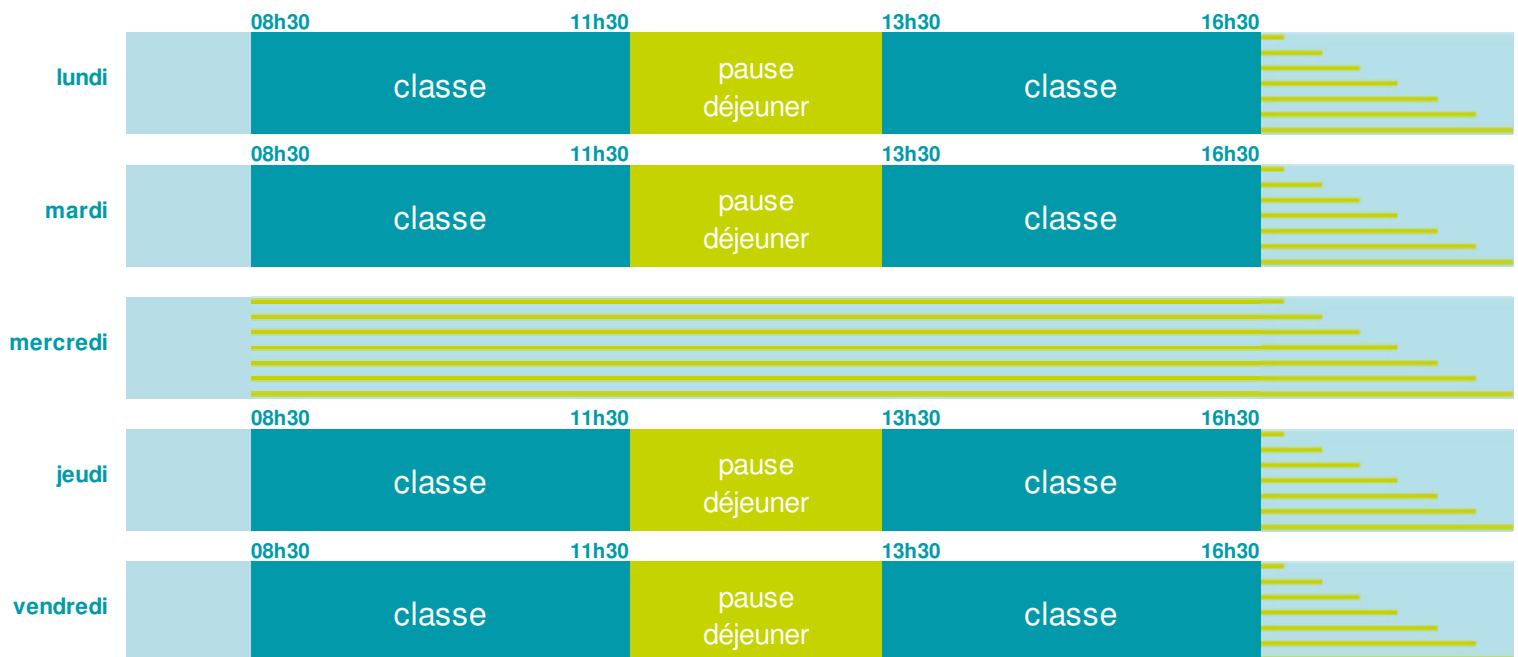 08h30 11h30 13h30 16h30
lundi classe pause déjeuner classe
08h30 11h30 13h30 16h30
mardi classe pause déjeuner classe
mercredi
08h30 11h30 13h30 16h30
jeudi classe pause déjeuner classe
08h30 11h30 13h30 16h30
vendredi classe pause déjeuner classe